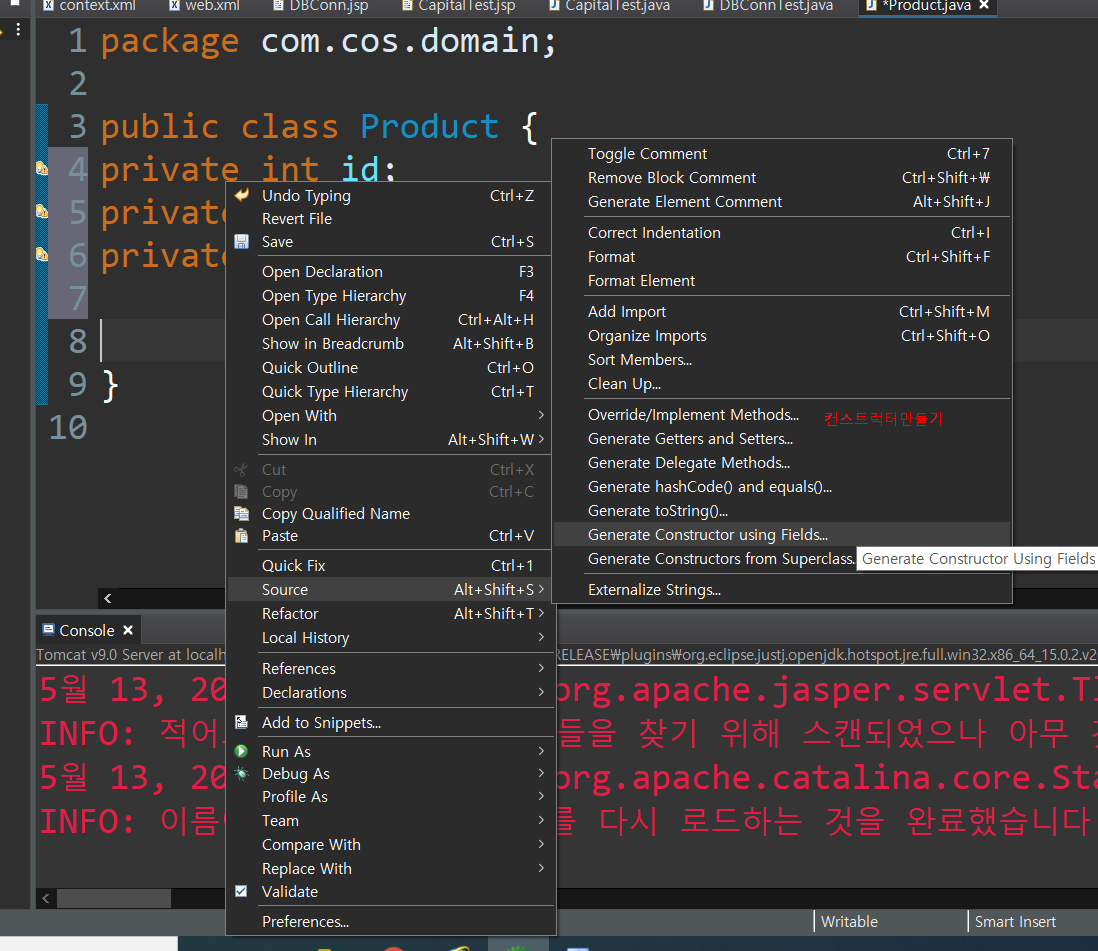 context.xml web.xml DBConn.jsp CapitalTest.jsp CapitalTest.java DBConnTest.java *Product.java
1 package com.cos.domain;
2
3 public class Product {
4 private int id;
5 privat
6 privat
7
8
9 }
10
Undo Typing Ctrl+Z
Revert File
Save Ctrl+S
Open Declaration F3
Open Type Hierarchy F4
Open Call Hierarchy Ctrl+Alt+H
Show in Breadcrumb Alt+Shift+B
Quick Outline Ctrl+O
Quick Type Hierarchy Ctrl+T
Open With
Show In Alt+Shift+W
Cut Ctrl+X
Copy Ctrl+C
Copy Qualified Name
Paste Ctrl+V
Quick Fix Ctrl+1
Source Alt+Shift+S
Refactor Alt+Shift+T
Local History
References
Declarations
Add to Snippets...
Run As
Debug As
Profile As
Team
Compare With
Replace With
Validate
Preferences...
Toggle Comment Ctrl+7
Remove Block Comment Ctrl+Shift+₩
Generate Element Comment Alt+Shift+J
Correct Indentation Ctrl+I
Format Ctrl+Shift+F
Format Element
Add Import Ctrl+Shift+M
Organize Imports Ctrl+Shift+O
Sort Members...
Clean Up...
Override/Implement Methods...
컨스트럭터만들기
Generate Getters and Setters...
Generate Delegate Methods...
Generate hashCode() and equals()...
Generate toString()...
Generate Constructor using Fields...
Generate Constructors from Superclass.
Generate Constructor Using Fields
Externalize Strings...
Console
Tomcat v9.0 Server at localh RELEASE₩plugins₩org.eclipse.justj.openjdk.hotspot.jre.full.win32.x86_64_15.0.2.v20
5월 13, 20 org.apache.jasper.servlet.Tl
INFO: 적어 들을 찾기 위해 스캔되었으나 아무
5월 13, 20 org.apache.catalina.core.Sta
INFO: 이름 를 다시 로드하는 것을 완료했습니다
Writable Smart Insert